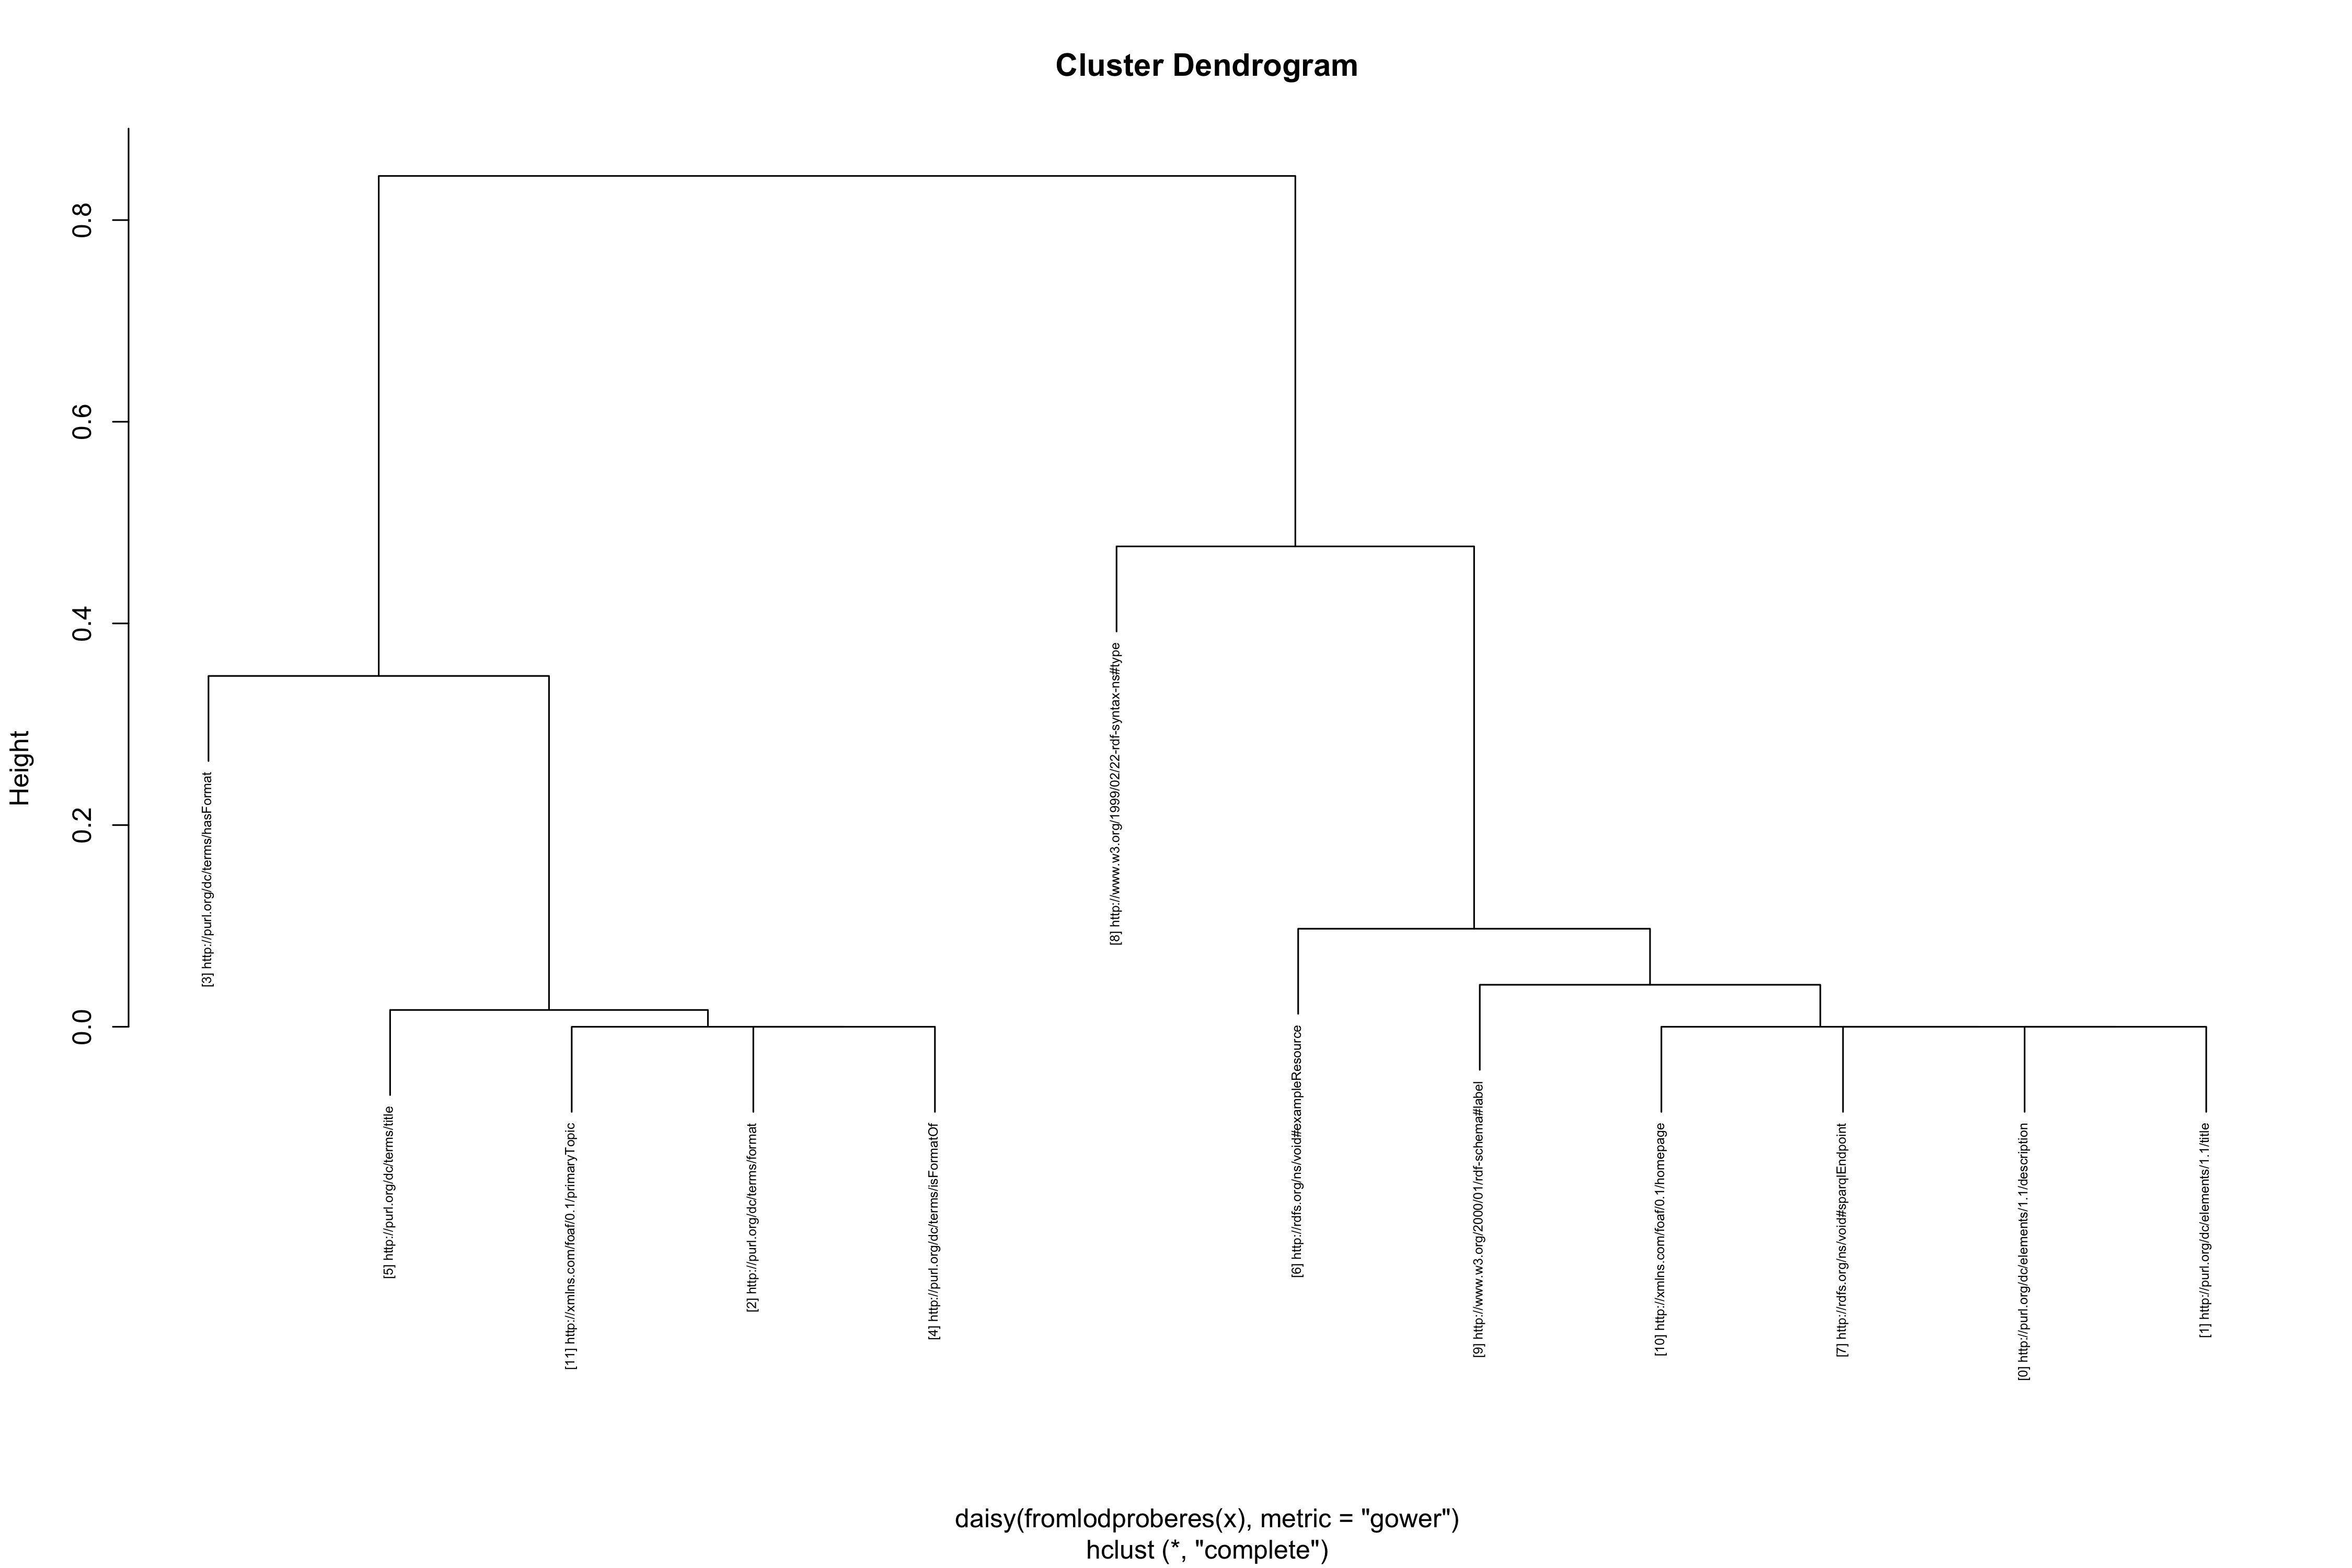 Cluster Dendrogram
Height
0.0
0.2
0.4
0.6
0.8
[3] http://purl.org/dc/terms/hasFormat
[5] http://purl.org/dc/terms/title
[11] http://xmlns.com/foaf/0.1/primaryTopic
[2] http://purl.org/dc/terms/format
[4] http://purl.org/dc/terms/isFormatOf
[8] http://www.w3.org/1999/02/22-rdf-syntax-ns#type
[6] http://rdfs.org/ns/void#exampleResource
[9] http://www.w3.org/2000/01/rdf-schema#label
[10] http://xmlns.com/foaf/0.1/homepage
[7] http://rdfs.org/ns/void#sparqlEndpoint
[0] http://purl.org/dc/elements/1.1/description
[1] http://purl.org/dc/elements/1.1/title
daisy(fromlodproberes(x), metric = "gower")
hclust (*, "complete")